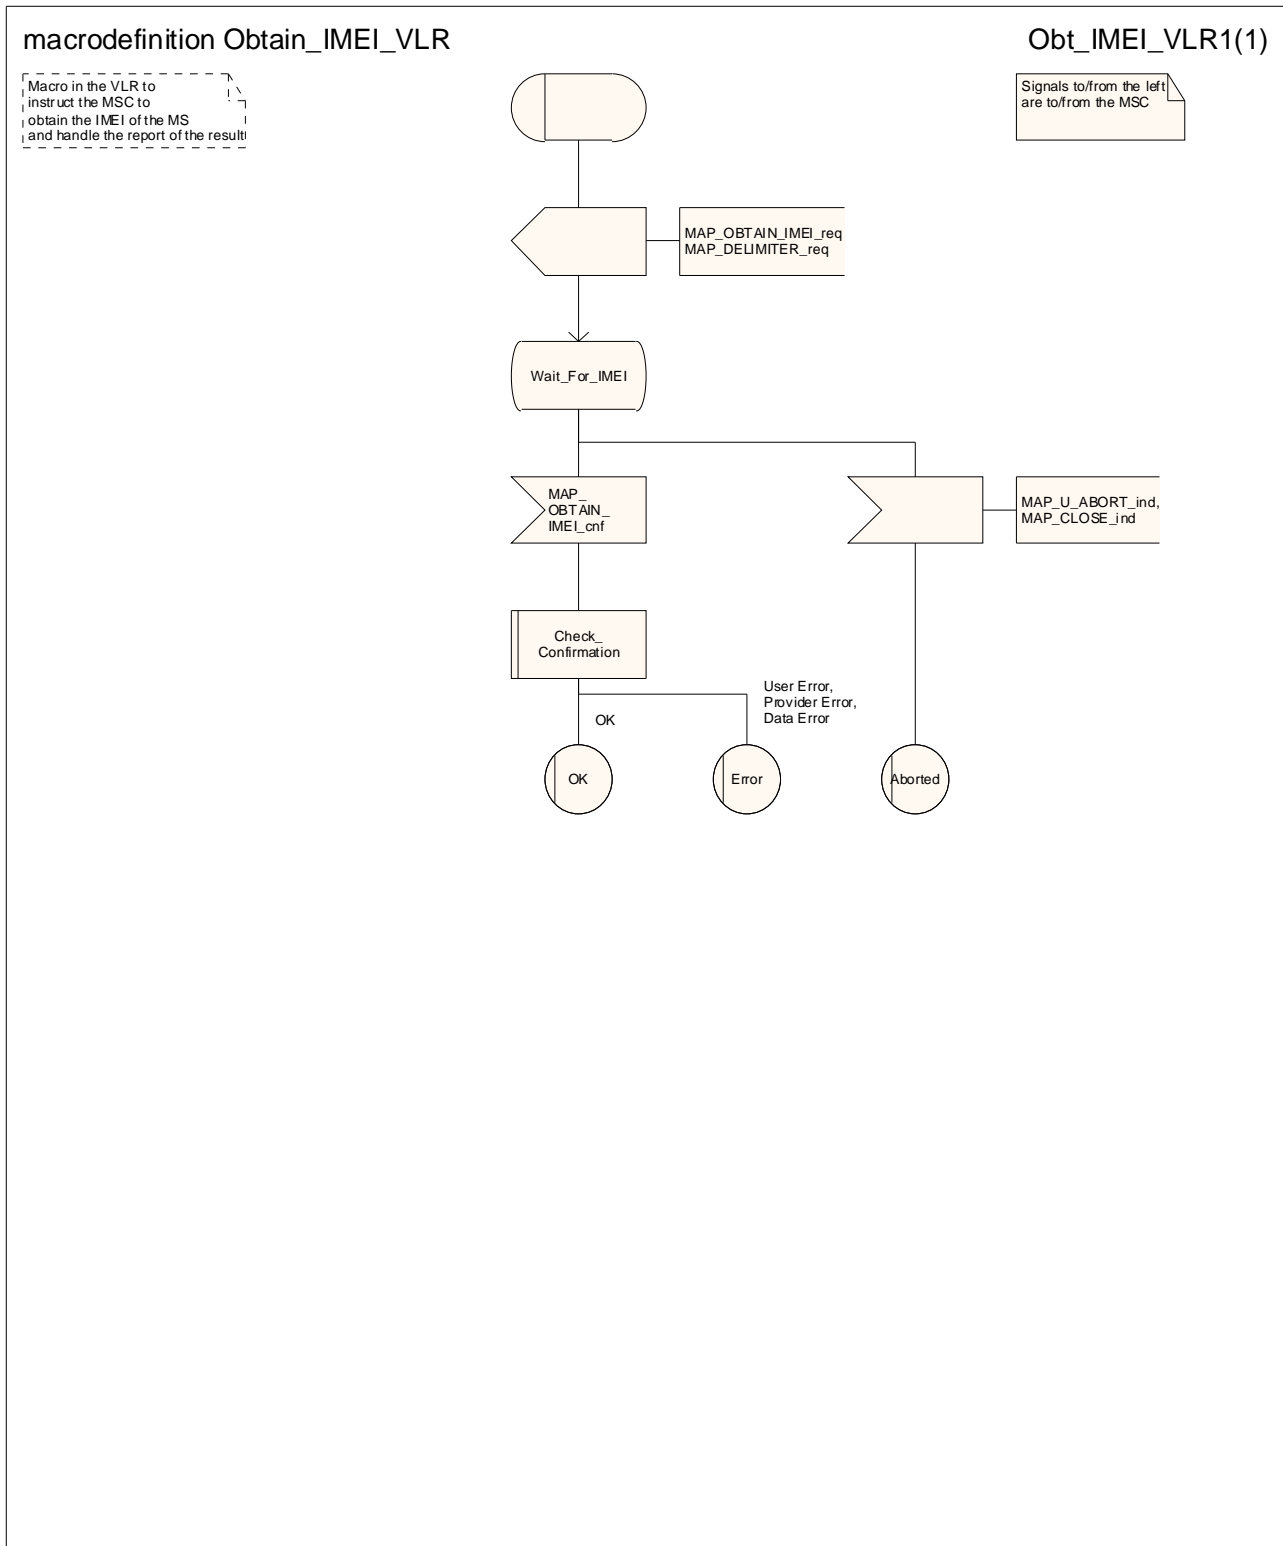 macrodefinition Obtain_IMEI_VLR
Obt_IMEI_VLR1(1)
Macro in the VLR to
instruct the MSC to
obtain the IMEI of the MS
and handle the report of the result
Signals to/from the left
are to/from the MSC
MAP_OBTAIN_IMEI_req
MAP_DELIMITER_req
Wait_For_IMEI
MAP_
OBTAIN_
IMEI_cnf
MAP_U_ABORT_ind,
MAP_CLOSE_ind
Check_
Confirmation
User Error,
Provider Error,
Data Error
OK
OK
Error
Aborted